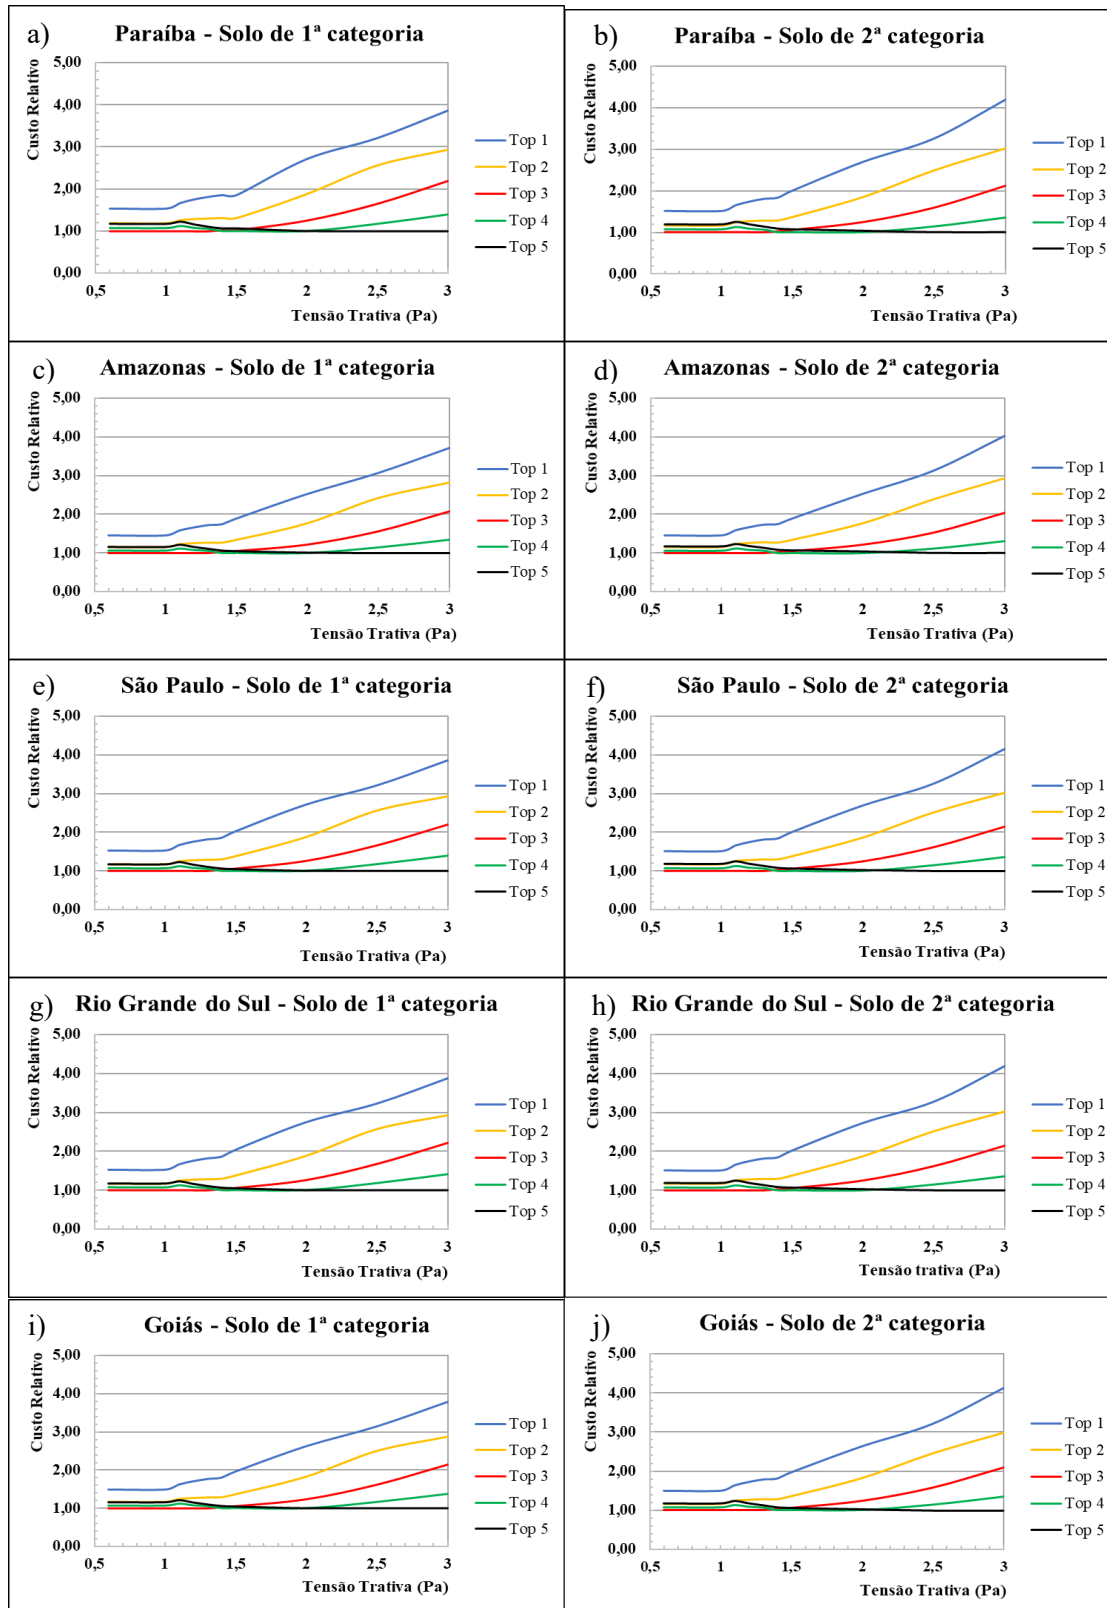 a) Paraíba - Solo de 1ª categoria
Custo Relativo
5,00
4,00
3,00
2,00
1,00
0,00
0,5 1 1,5 2 2,5 3
Tensão Trativa (Pa)
Top 1
Top 2
Top 3
Top 4
Top 5
b) Paraíba - Solo de 2ª categoria
Custo Relativo
5,00
4,00
3,00
2,00
1,00
0,00
0,5 1 1,5 2 2,5 3
Tensão Trativa (Pa)
Top 1
Top 2
Top 3
Top 4
Top 5
c) Amazonas - Solo de 1ª categoria
Custo Relativo
5,00
4,00
3,00
2,00
1,00
0,00
0,5 1 1,5 2 2,5 3
Tensão Trativa (Pa)
Top 1
Top 2
Top 3
Top 4
Top 5
d) Amazonas - Solo de 2ª categoria
Custo Relativo
5,00
4,00
3,00
2,00
1,00
0,00
0,5 1 1,5 2 2,5 3
Tensão Trativa (Pa)
Top 1
Top 2
Top 3
Top 4
Top 5
e) São Paulo - Solo de 1ª categoria
Custo Relativo
5,00
4,00
3,00
2,00
1,00
0,00
0,5 1 1,5 2 2,5 3
Tensão Trativa (Pa)
Top 1
Top 2
Top 3
Top 4
Top 5
f) São Paulo - Solo de 2ª categoria
Custo Relativo
5,00
4,00
3,00
2,00
1,00
0,00
0,5 1 1,5 2 2,5 3
Tensão Trativa (Pa)
Top 1
Top 2
Top 3
Top 4
Top 5
g) Rio Grande do Sul - Solo de 1ª categoria
Custo Relativo
5,00
4,00
3,00
2,00
1,00
0,00
0,5 1 1,5 2 2,5 3
Tensão Trativa (Pa)
Top 1
Top 2
Top 3
Top 4
Top 5
h) Rio Grande do Sul - Solo de 2ª categoria
Custo Relativo
5,00
4,00
3,00
2,00
1,00
0,00
0,5 1 1,5 2 2,5 3
Tensão trativa (Pa)
Top 1
Top 2
Top 3
Top 4
Top 5
i) Goiás - Solo de 1ª categoria
Custo Relativo
5,00
4,00
3,00
2,00
1,00
0,00
0,5 1 1,5 2 2,5 3
Tensão Trativa (Pa)
Top 1
Top 2
Top 3
Top 4
Top 5
j) Goiás - Solo de 2ª categoria
Custo Relativo
5,00
4,00
3,00
2,00
1,00
0,00
0,5 1 1,5 2 2,5 3
Tensão Trativa (Pa)
Top 1
Top 2
Top 3
Top 4
Top 5